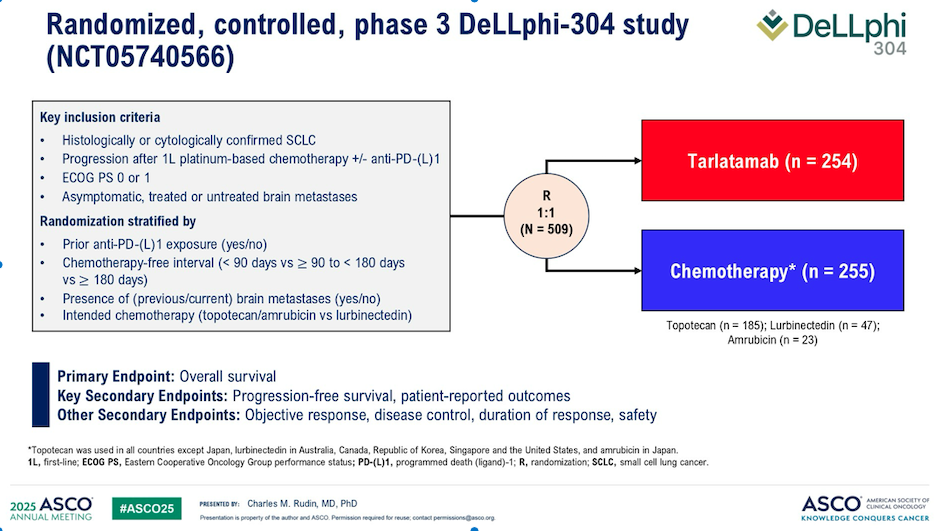 Randomized, controlled, phase 3 DeLLphi-304 study
(NCT05740566)
DeLLphi
304
Key inclusion criteria
• Histologically or cytologically confirmed SCLC
• Progression after 1L platinum-based chemotherapy +/- anti-PD-(L)1
• ECOG PS 0 or 1
• Asymptomatic, treated or untreated brain metastases
Randomization stratified by
• Prior anti-PD-(L)1 exposure (yes/no)
• Chemotherapy-free interval (< 90 days vs ≥ 90 to < 180 days
vs ≥ 180 days)
• Presence of (previous/current) brain metastases (yes/no)
• Intended chemotherapy (topotecan/amrubicin vs lurbinectedin)
R
1:1
(N = 509)
Tarlatamab (n = 254)
Chemotherapy* (n = 255)
Topotecan (n = 185); Lurbinectedin (n = 47);
Amrubicin (n = 23)
Primary Endpoint: Overall survival
Key Secondary Endpoints: Progression-free survival, patient-reported outcomes
Other Secondary Endpoints: Objective response, disease control, duration of response, safety
*Topotecan was used in all countries except Japan, lurbinectedin in Australia, Canada, Republic of Korea, Singapore and the United States, and amrubicin in Japan.
1L, first-line; ECOG PS, Eastern Cooperative Oncology Group performance status; PD-(L)1, programmed death (ligand)-1; R, randomization; SCLC, small cell lung cancer.
2025 ASCO®
ANNUAL MEETING
#ASCO25
PRESENTED BY: Charles M. Rudin, MD, PhD
Presentation is property of the author and ASCO. Permission required for reuse; contact permissions@asco.org.
ASCO® AMERICAN SOCIETY OF
CLINICAL ONCOLOGY
KNOWLEDGE CONQUERS CANCER